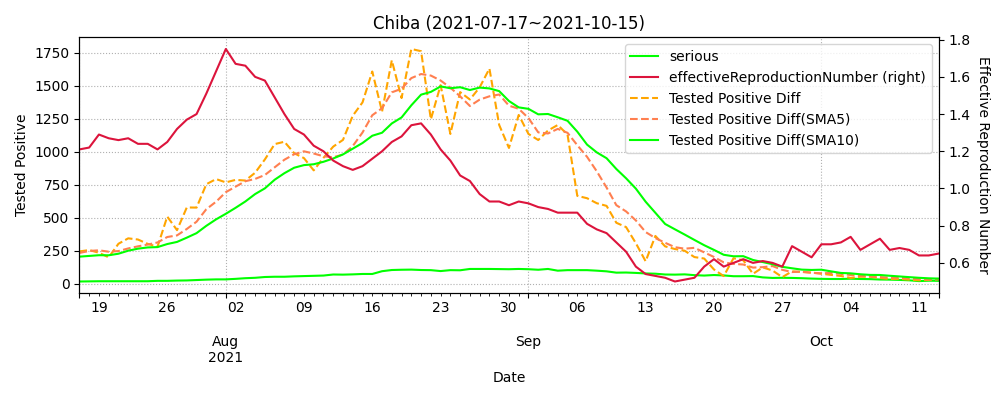 Chiba (2021-07-17~2021-10-15)
serious
effectiveReproductionNumber (right)
Tested Positive Diff
Tested Positive Diff(SMA5)
Tested Positive Diff(SMA10)
Tested Positive
1750
1500
1250
1000
750
500
250
0
Effective Reproduction Number
1.8
1.6
1.4
1.2
1.0
0.8
0.6
19 26 02 09 16 23 30 06 13 20 27 04 11
Aug Sep Oct
2021
Date